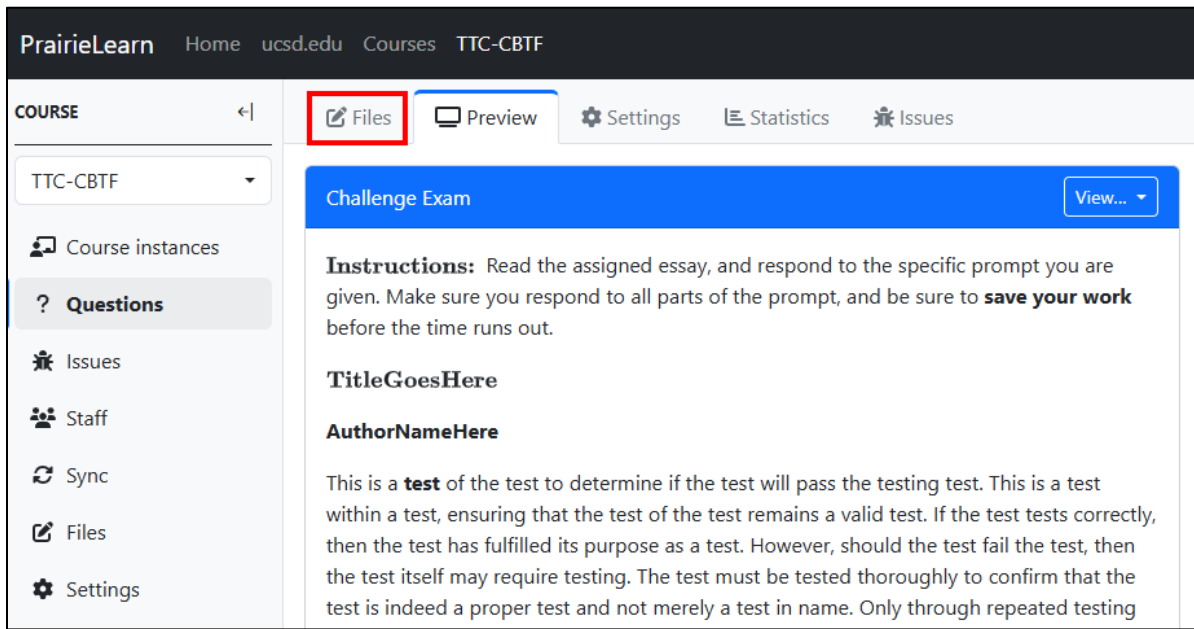 PrairieLearn Home ucsd.edu Courses TTC-CBTF
COURSE
TTC-CBTF
Course instances
? Questions
Issues
Staff
Sync
Files
Settings
Files Preview Settings Statistics Issues
Challenge Exam View...
Instructions: Read the assigned essay, and respond to the specific prompt you are
given. Make sure you respond to all parts of the prompt, and be sure to save your work
before the time runs out.
TitleGoesHere
AuthorNameHere
This is a test of the test to determine if the test will pass the testing test. This is a test
within a test, ensuring that the test of the test remains a valid test. If the test tests correctly,
then the test has fulfilled its purpose as a test. However, should the test fail the test, then
the test itself may require testing. The test must be tested thoroughly to confirm that the
test is indeed a proper test and not merely a test in name. Only through repeated testing